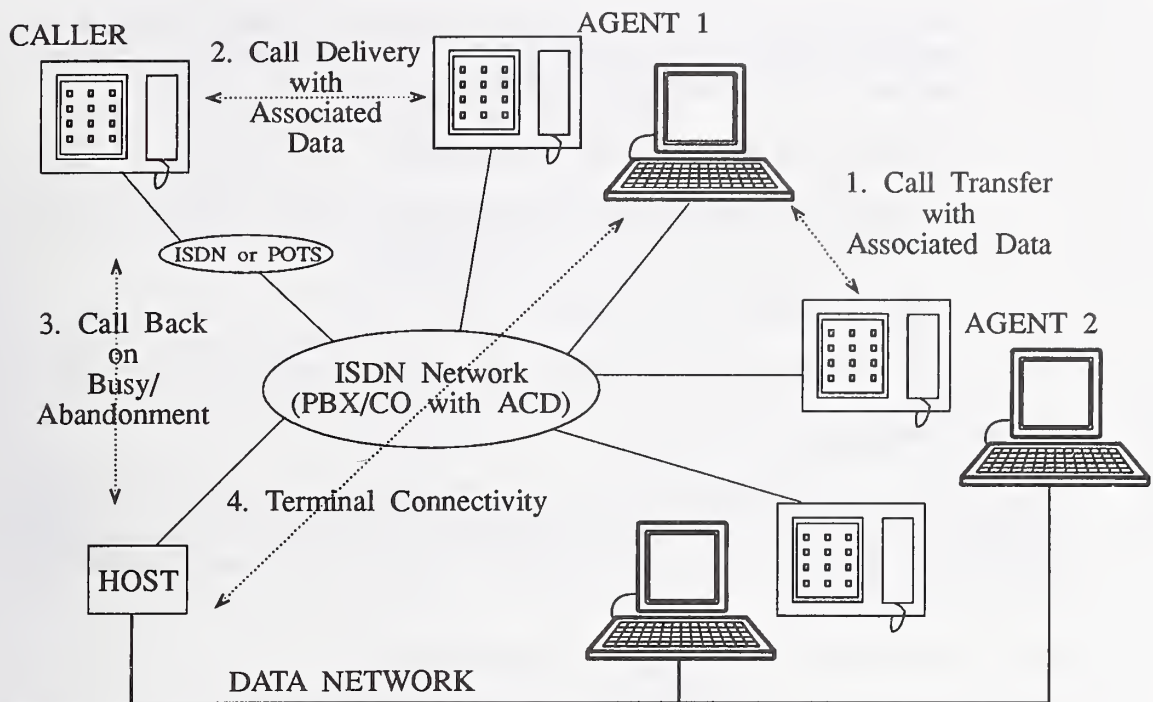 CALLER
2. Call Delivery
with
Associated
Data
AGENT 1
1. Call Transfer
with
Associated Data
ISDN or POTS
3. Call Back
on
Busy/
Abandonment
AGENT 2
ISDN Network
(PBX/CO with ACD)
4. Terminal Connectivity
HOST
DATA NETWORK